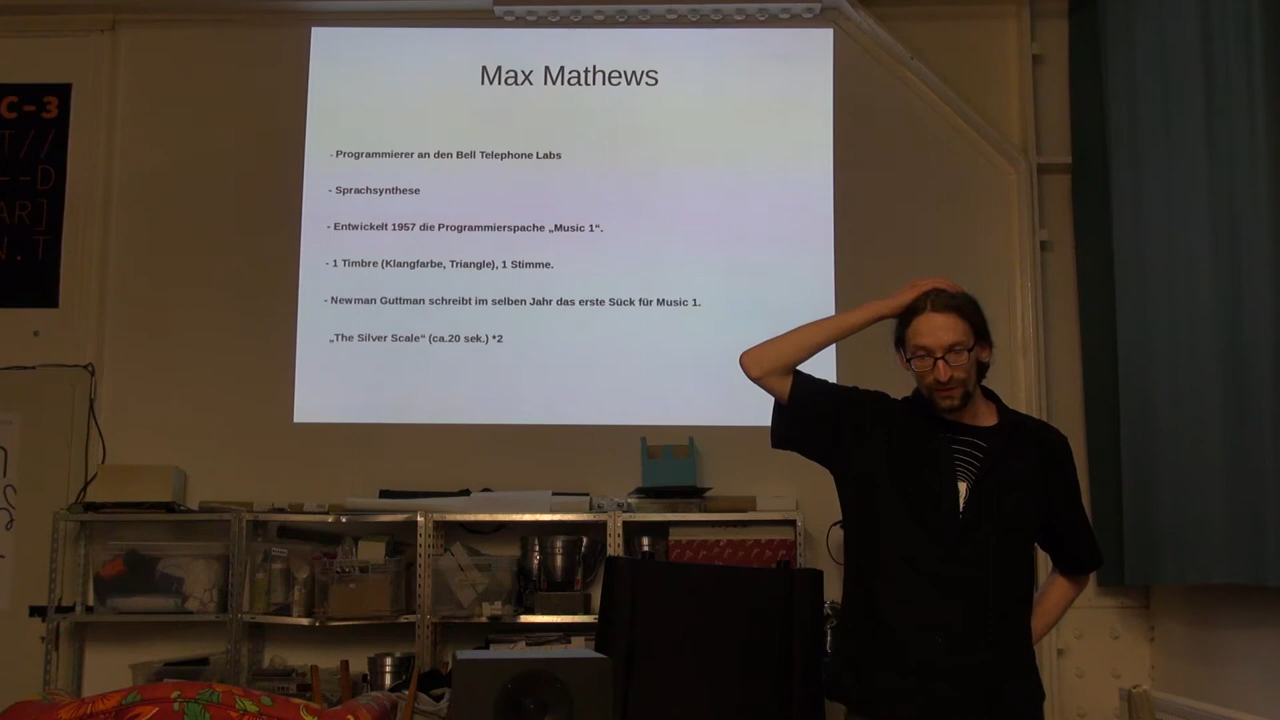 Max Mathews
- Programmierer an den Bell Telephone Labs
- Sprachsynthese
- Entwickelt 1957 die Programmierspache „Music 1“.
- 1 Timbre (Klangfarbe, Triangle), 1 Stimme.
- Newman Guttman schreibt im selben Jahr das erste Sück für Music 1.
„The Silver Scale“ (ca.20 sek.) *2
C-3
T//
--D
AR]
N.T